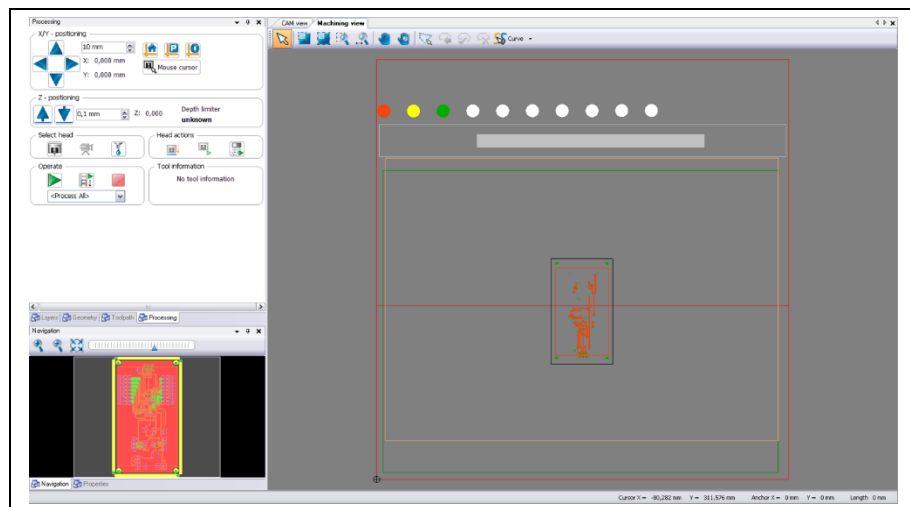 Processing
CAM view Machining view
X/Y - positioning
10 mm
X: 0,000 mm
Y: 0,000 mm
Mouse cursor
Curve
Z - positioning
0,1 mm
Z: 0,000
Depth limiter
unknown
Select head
Head actions
Operate
Tool information
No tool information
<Process All>
Layers Geometry Toolpath Processing
Navigation
Navigation Properties
Cursor X = -80,282 mm Y = 311,576 mm Anchor X = 0 mm Y = 0 mm Length 0 mm